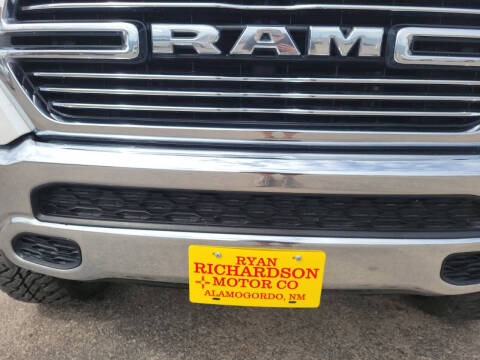 RAM
RYAN
RICHARDSON
MOTOR CO
ALAMOGORDO, NM